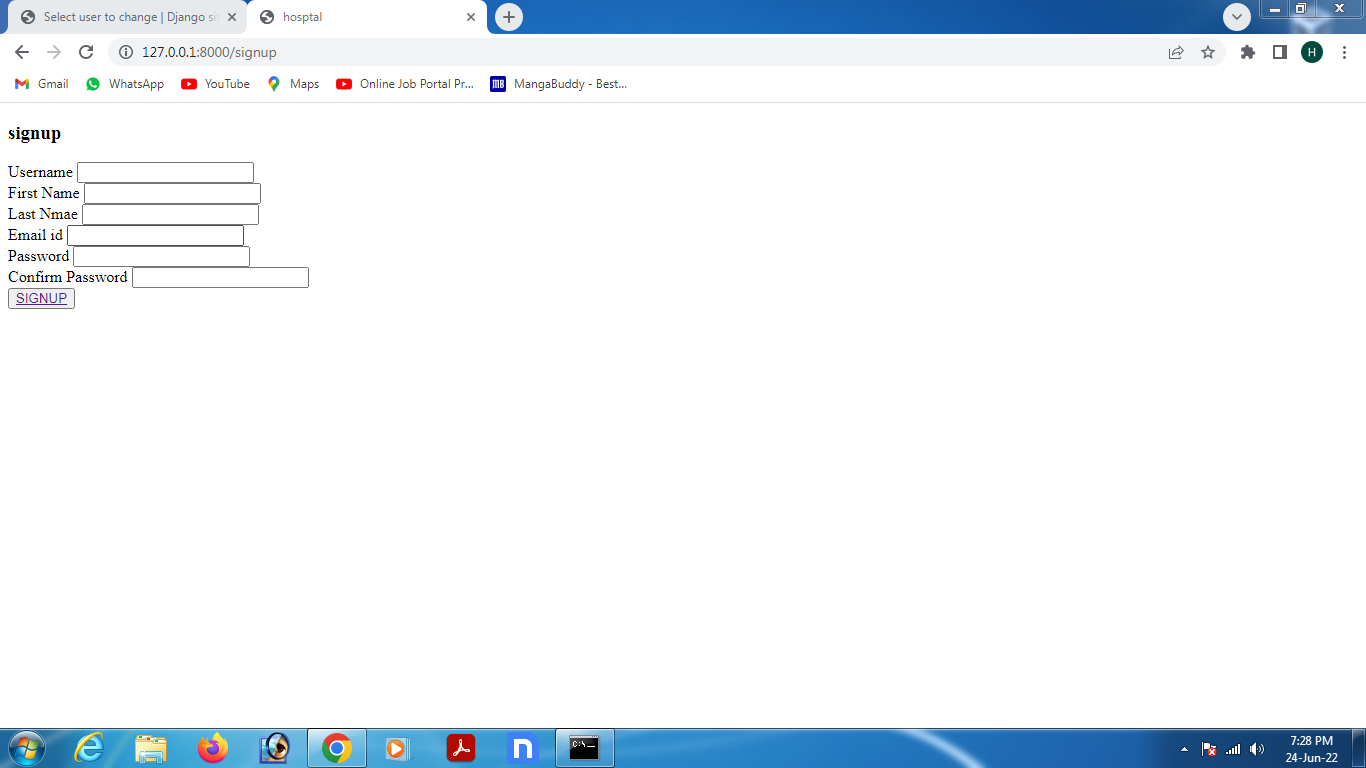 Select user to change | Django si
hosptal
127.0.0.1:8000/signup
H
Gmail
WhatsApp
YouTube
Maps
Online Job Portal Pr...
MB
MangaBuddy - Best...
signup
Username
First Name
Last Nmae
Email id
Password
Confirm Password
SIGNUP
C:\
7:28 PM
24-Jun-22